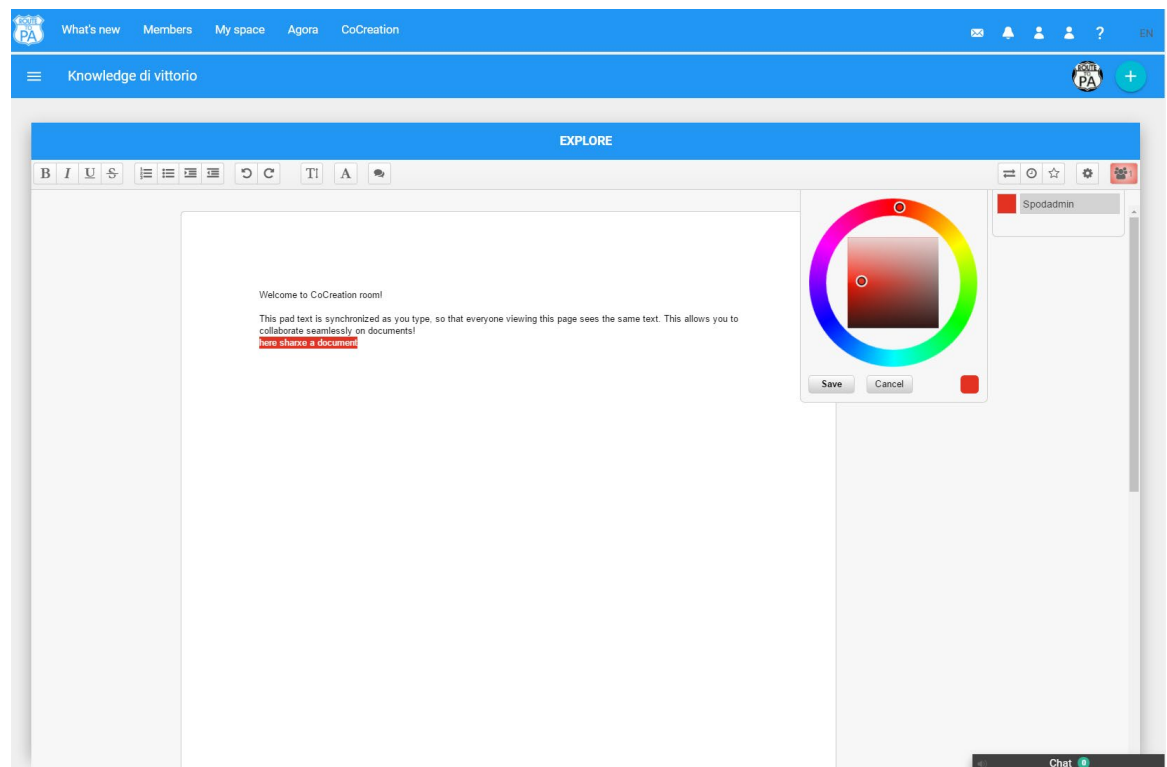 ROUTE TO PA
What's new Members My space Agora CoCreation
? EN
Knowledge di vittorio
ROUTE TO PA
+
EXPLORE
B I U S T! A
Spodadmin
Welcome to CoCreation room!
This pad text is synchronized as you type, so that everyone viewing this page sees the same text. This allows you to
collaborate seamlessly on documents!
here sharxe a document
Save Cancel
Chat 0